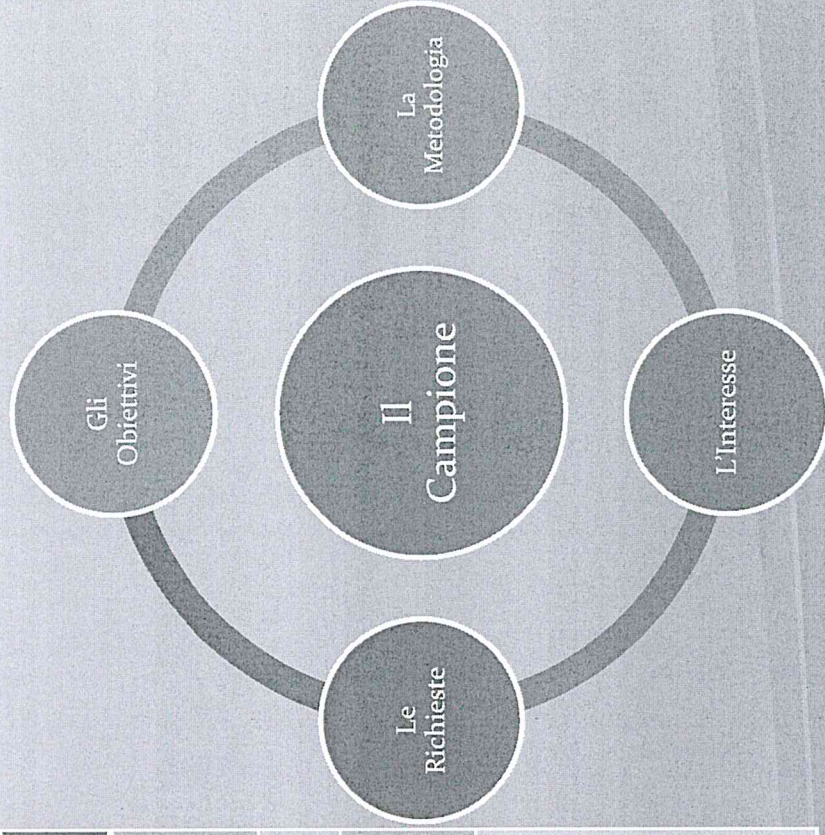 Gli
Obiettivi
Le
Richieste
Il
Campione
La
Metodologia
L'Interesse